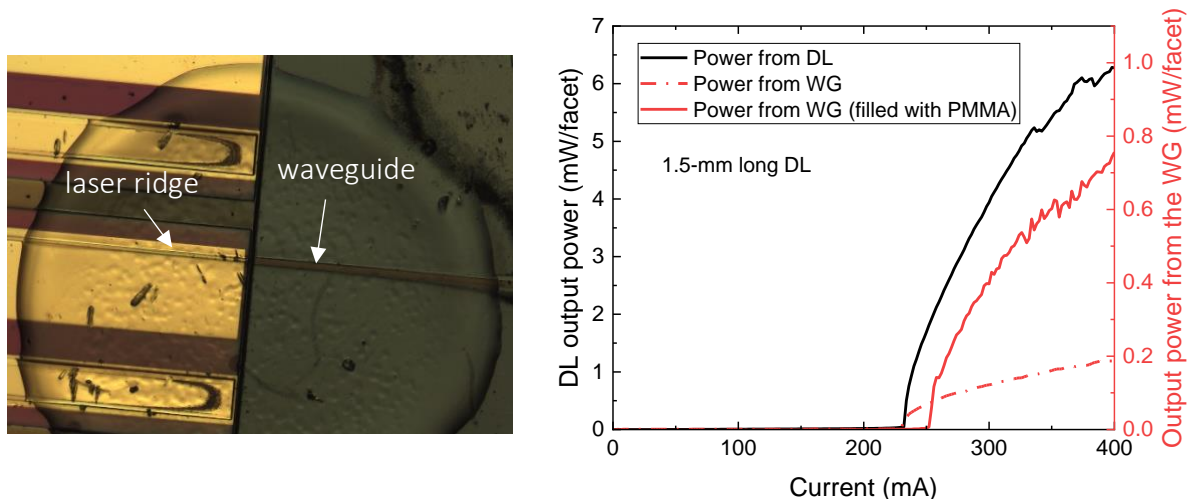 laser ridge
waveguide
Power from DL
Power from WG
Power from WG (filled with PMMA)
1.5-mm long DL
DL output power (mW/facet)
7
6
5
4
3
2
1
0
0 100 200 300 400
Current (mA)
1.0
0.8
0.6
0.4
0.2
0.0
Output power from the WG (mW/facet)